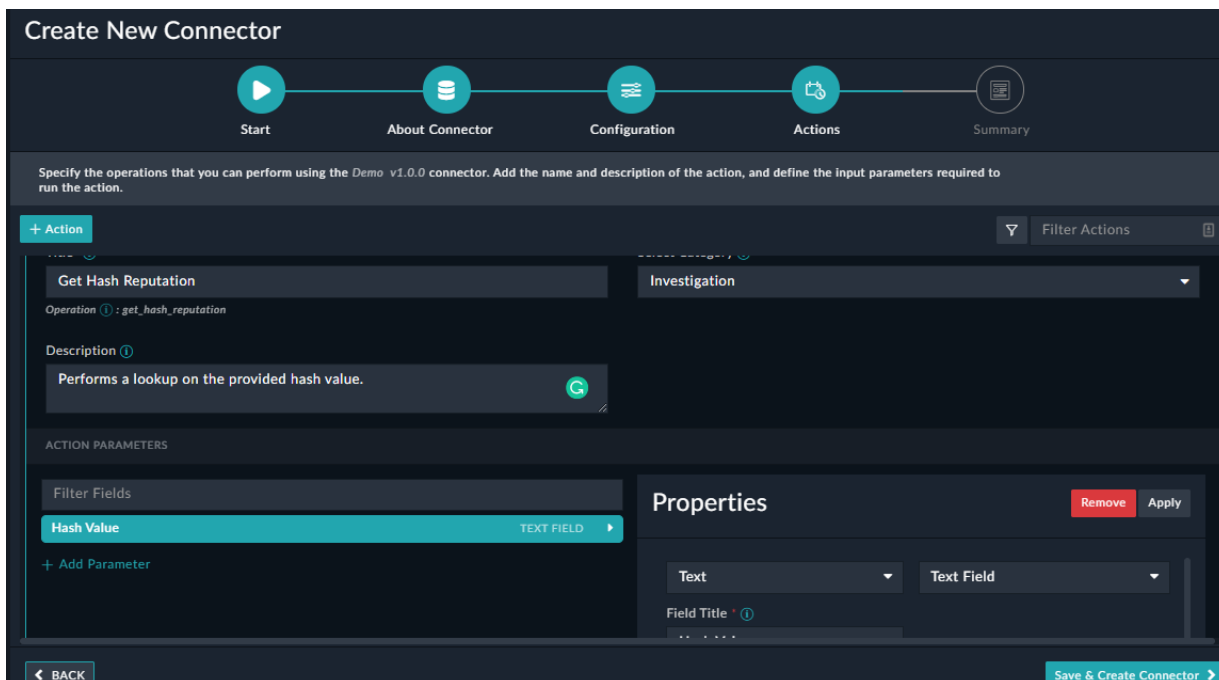 Create New Connector
Start
About Connector
Configuration
Actions
Summary
Specify the operations that you can perform using the Demo v1.0.0 connector. Add the name and description of the action, and define the input parameters required to
run the action.
+ Action
Filter Actions
Get Hash Reputation
Investigation
Operation : get_hash_reputation
Description
Performs a lookup on the provided hash value.
ACTION PARAMETERS
Filter Fields
Properties
Remove
Apply
Hash Value
TEXT FIELD
+ Add Parameter
Text
Text Field
Field Title *
BACK
Save & Create Connector